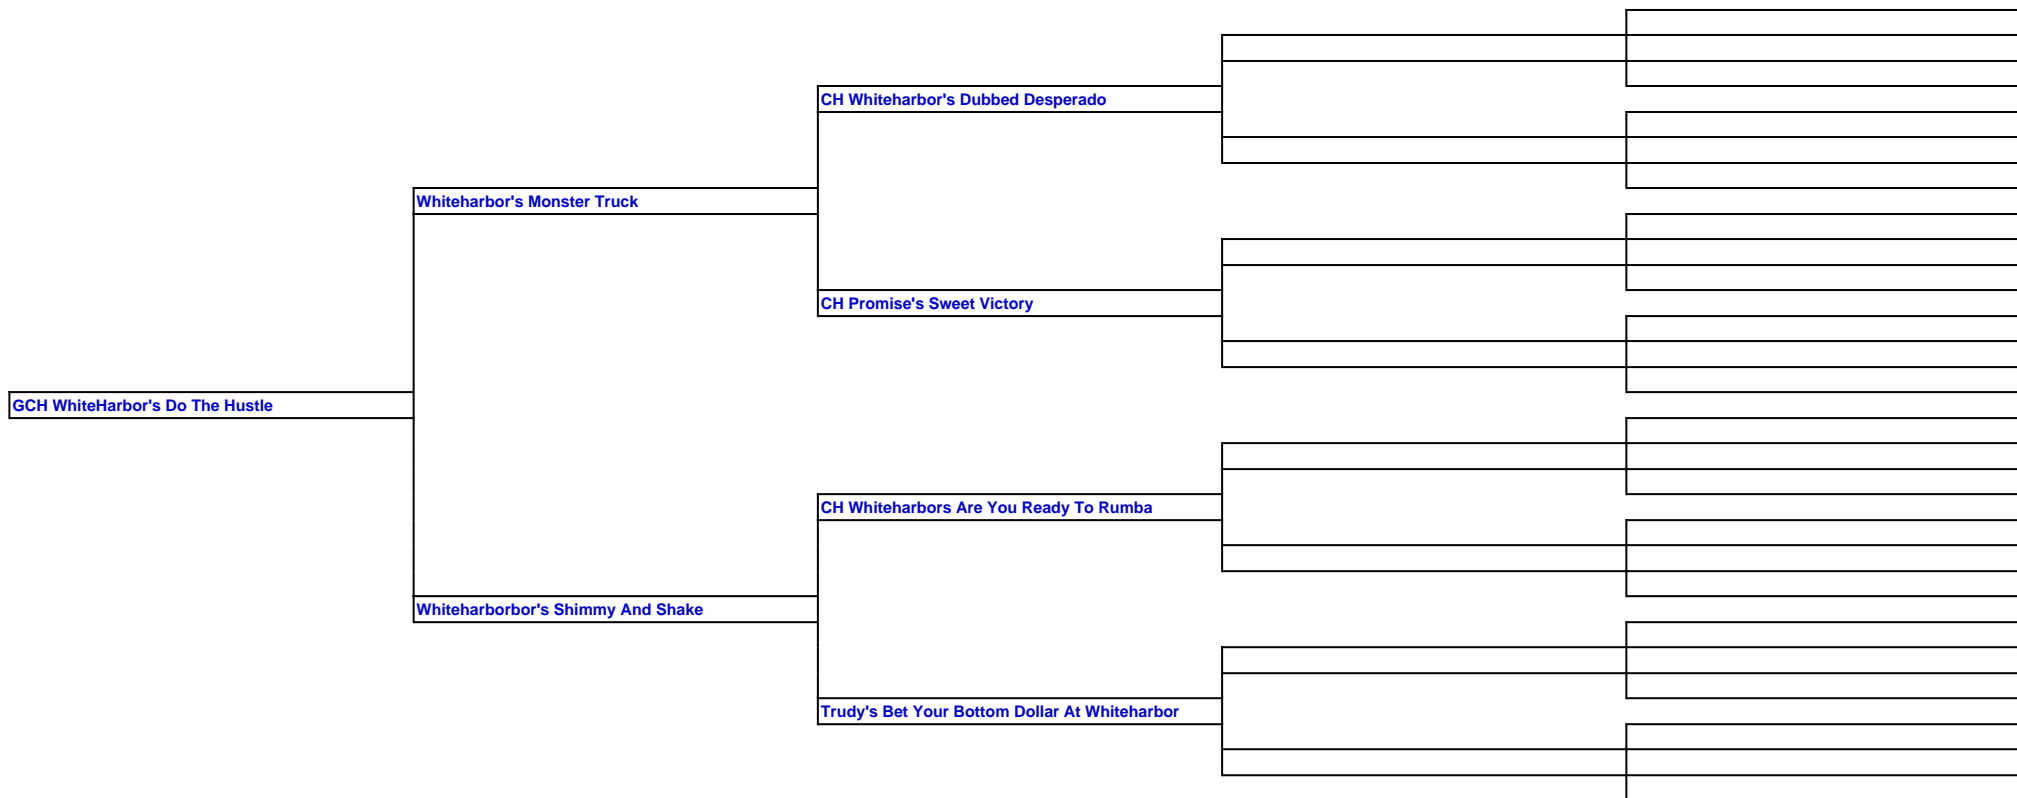 CH Whiteharbor's Dubbed Desperado
Whiteharbor's Monster Truck
CH Promise's Sweet Victory
GCH WhiteHarbor's Do The Hustle
CH Whiteharbors Are You Ready To Rumba
Whiteharborbor's Shimmy And Shake
Trudy's Bet Your Bottom Dollar At Whiteharbor